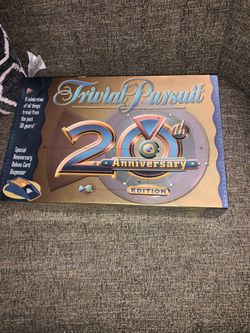 Trivial Pursuit
A celebration
of all things
trivial from
the past
20 years!
20th
Anniversary
EDITION
Special
Anniversary
Deluxe Card
Dispenser